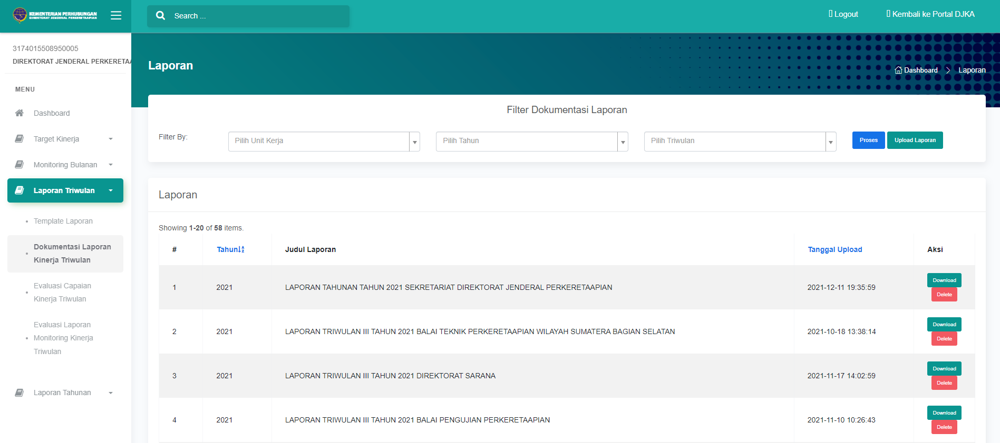 KEMENTERIAN PERHUBUNGAN
DIREKTORAT JENDERAL PERKERETAAPIAN
Search ...
Logout
Kembali ke Portal DJKA
3174015508950005
DIREKTORAT JENDERAL PERKERETAA
MENU
Dashboard
Target Kinerja
Monitoring Bulanan
Laporan Triwulan
Template Laporan
Dokumentasi Laporan
Kinerja Triwulan
Evaluasi Capaian
Kinerja Triwulan
Evaluasi Laporan
Monitoring Kinerja
Triwulan
Laporan Tahunan
Laporan
Dashboard > Laporan
Filter Dokumentasi Laporan
Filter By: Pilih Unit Kerja Pilih Tahun Pilih Triwulan Proses Upload Laporan
Laporan
Showing 1-20 of 58 items.
# Tahun Judul Laporan Tanggal Upload Aksi
1 2021 LAPORAN TAHUNAN TAHUN 2021 SEKRETARIAT DIREKTORAT JENDERAL PERKERETAAPIAN 2021-12-11 19:35:59 Download
Delete
2 2021 LAPORAN TRIWULAN III TAHUN 2021 BALAI TEKNIK PERKERETAAPIAN WILAYAH SUMATERA BAGIAN SELATAN 2021-10-18 13:38:14 Download
Delete
3 2021 LAPORAN TRIWULAN III TAHUN 2021 DIREKTORAT SARANA 2021-11-17 14:02:59 Download
Delete
4 2021 LAPORAN TRIWULAN III TAHUN 2021 BALAI PENGUJIAN PERKERETAAPIAN 2021-11-10 10:26:43 Download
Delete